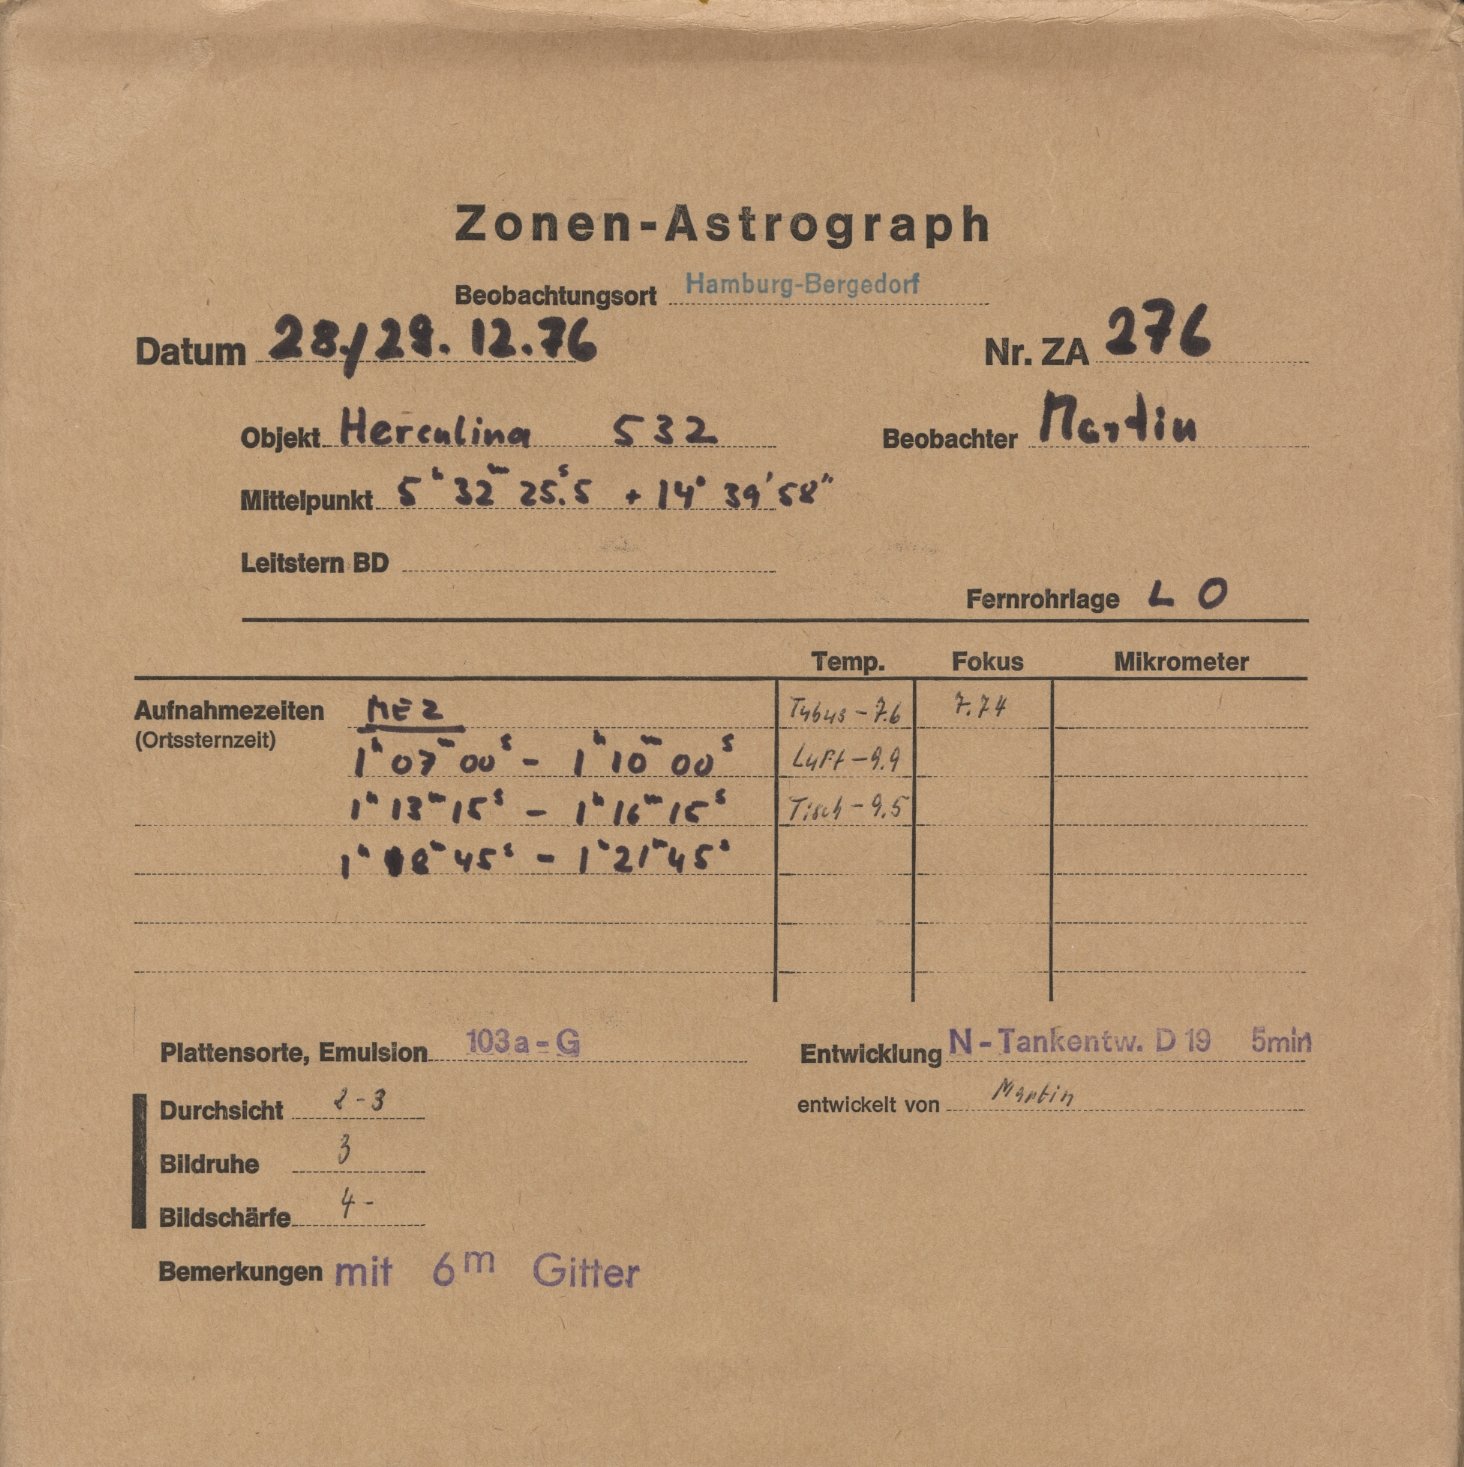 Zonen-Astrograph
Beobachtungsort Hamburg-Bergedorf
Datum 28./29. 12.76 Nr. ZA 276
Objekt Herculina 532 Beobachter Martin
Mittelpunkt 5h 32m 25.s5 + 14° 39' 58"
Leitstern BD
Fernrohrlage L O
Temp. Fokus Mikrometer
Aufnahmezeiten MEZ Tubus -7.6 7.74
(Ortssternzeit)
1h 07m 00s - 1h 10m 00s Luft -9.9
1h 13m 15s - 1h 16m 15s Tisch -9.5
1h 18m 45s - 1h 21m 45s
Plattensorte, Emulsion 103a-G Entwicklung N-Tankentw. D 19 5min
Durchsicht 2-3 entwickelt von Martin
Bildruhe 3
Bildschärfe 4-
Bemerkungen mit 6m Gitter